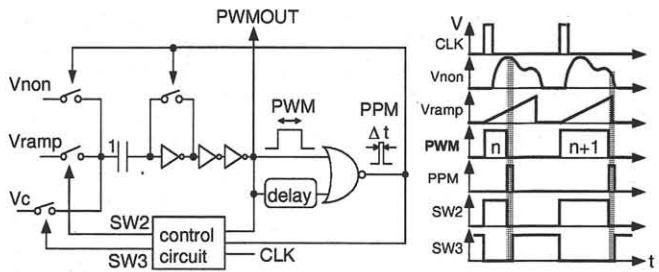 PWMOUT
Vnon
Vramp
Vc
1
PWM
PPM
Δ t
delay
SW2
SW3
control
circuit
CLK
V
CLK
Vnon
Vramp
PWM
n
n+1
PPM
SW2
SW3
t